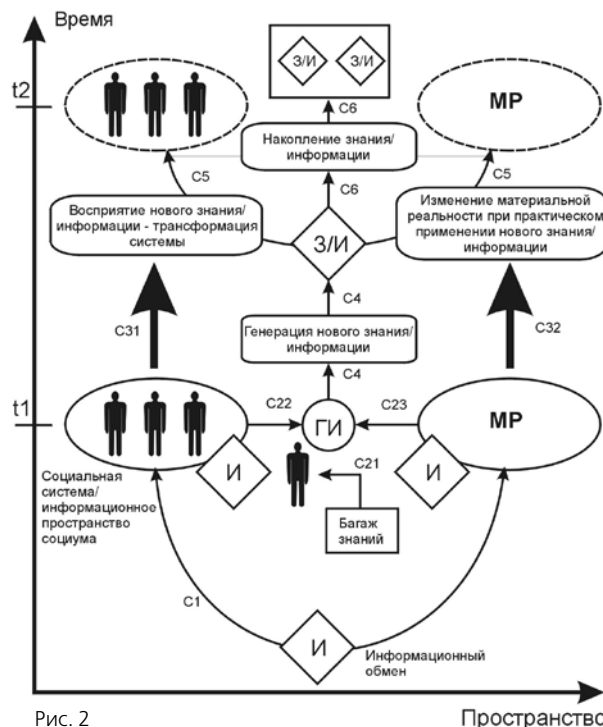 Время
З/И З/И
t2
МР
С6
Накопление знания/
информации
С5
С6
С5
Восприятие нового знания/
информации - трансформация
системы
З/И
Изменение материальной
реальности при практическом
применении нового знания/
информации
С31
С4
С32
Генерация нового знания/
информации
С4
t1
С22
ГИ
С23
МР
И
С21
И
Социальная
система/
информационное
пространство
социума
Багаж
знаний
С1
И
Информационный
обмен
Рис. 2
Пространство